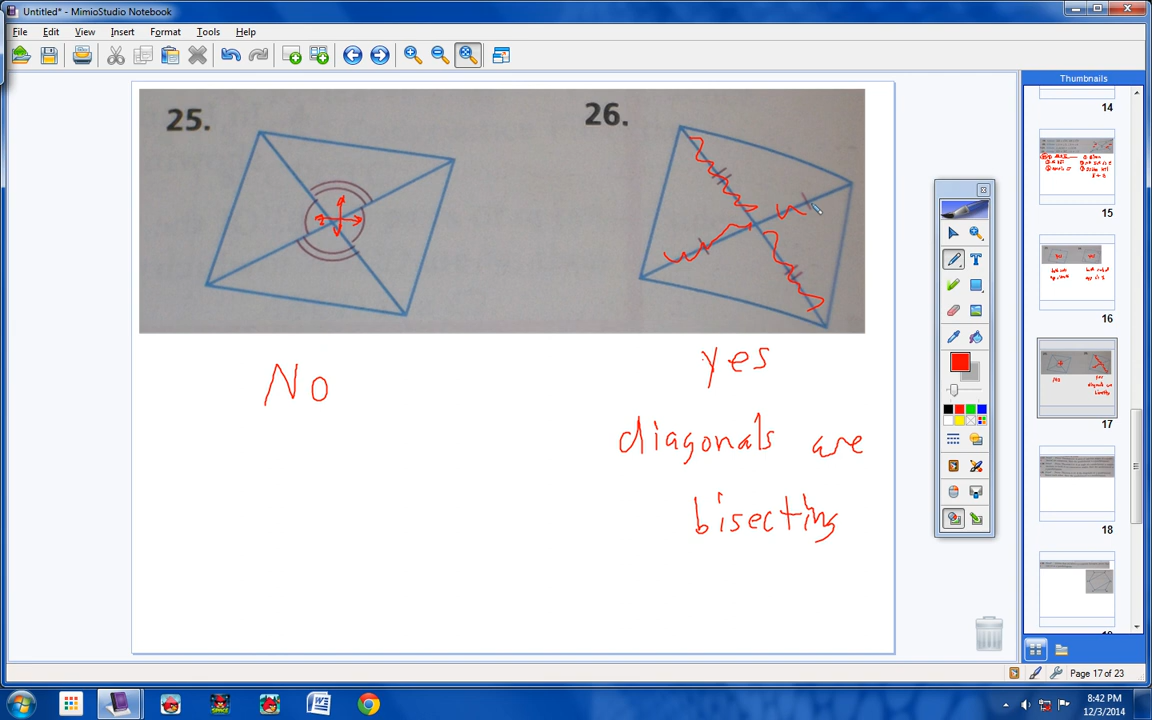 Untitled* - MimioStudio Notebook
File Edit View Insert Format Tools Help
Thumbnails
25.
26.
No
yes
diagonals are
bisecting
14
15
16
17
18
Page 17 of 23
8:42 PM
12/3/2014